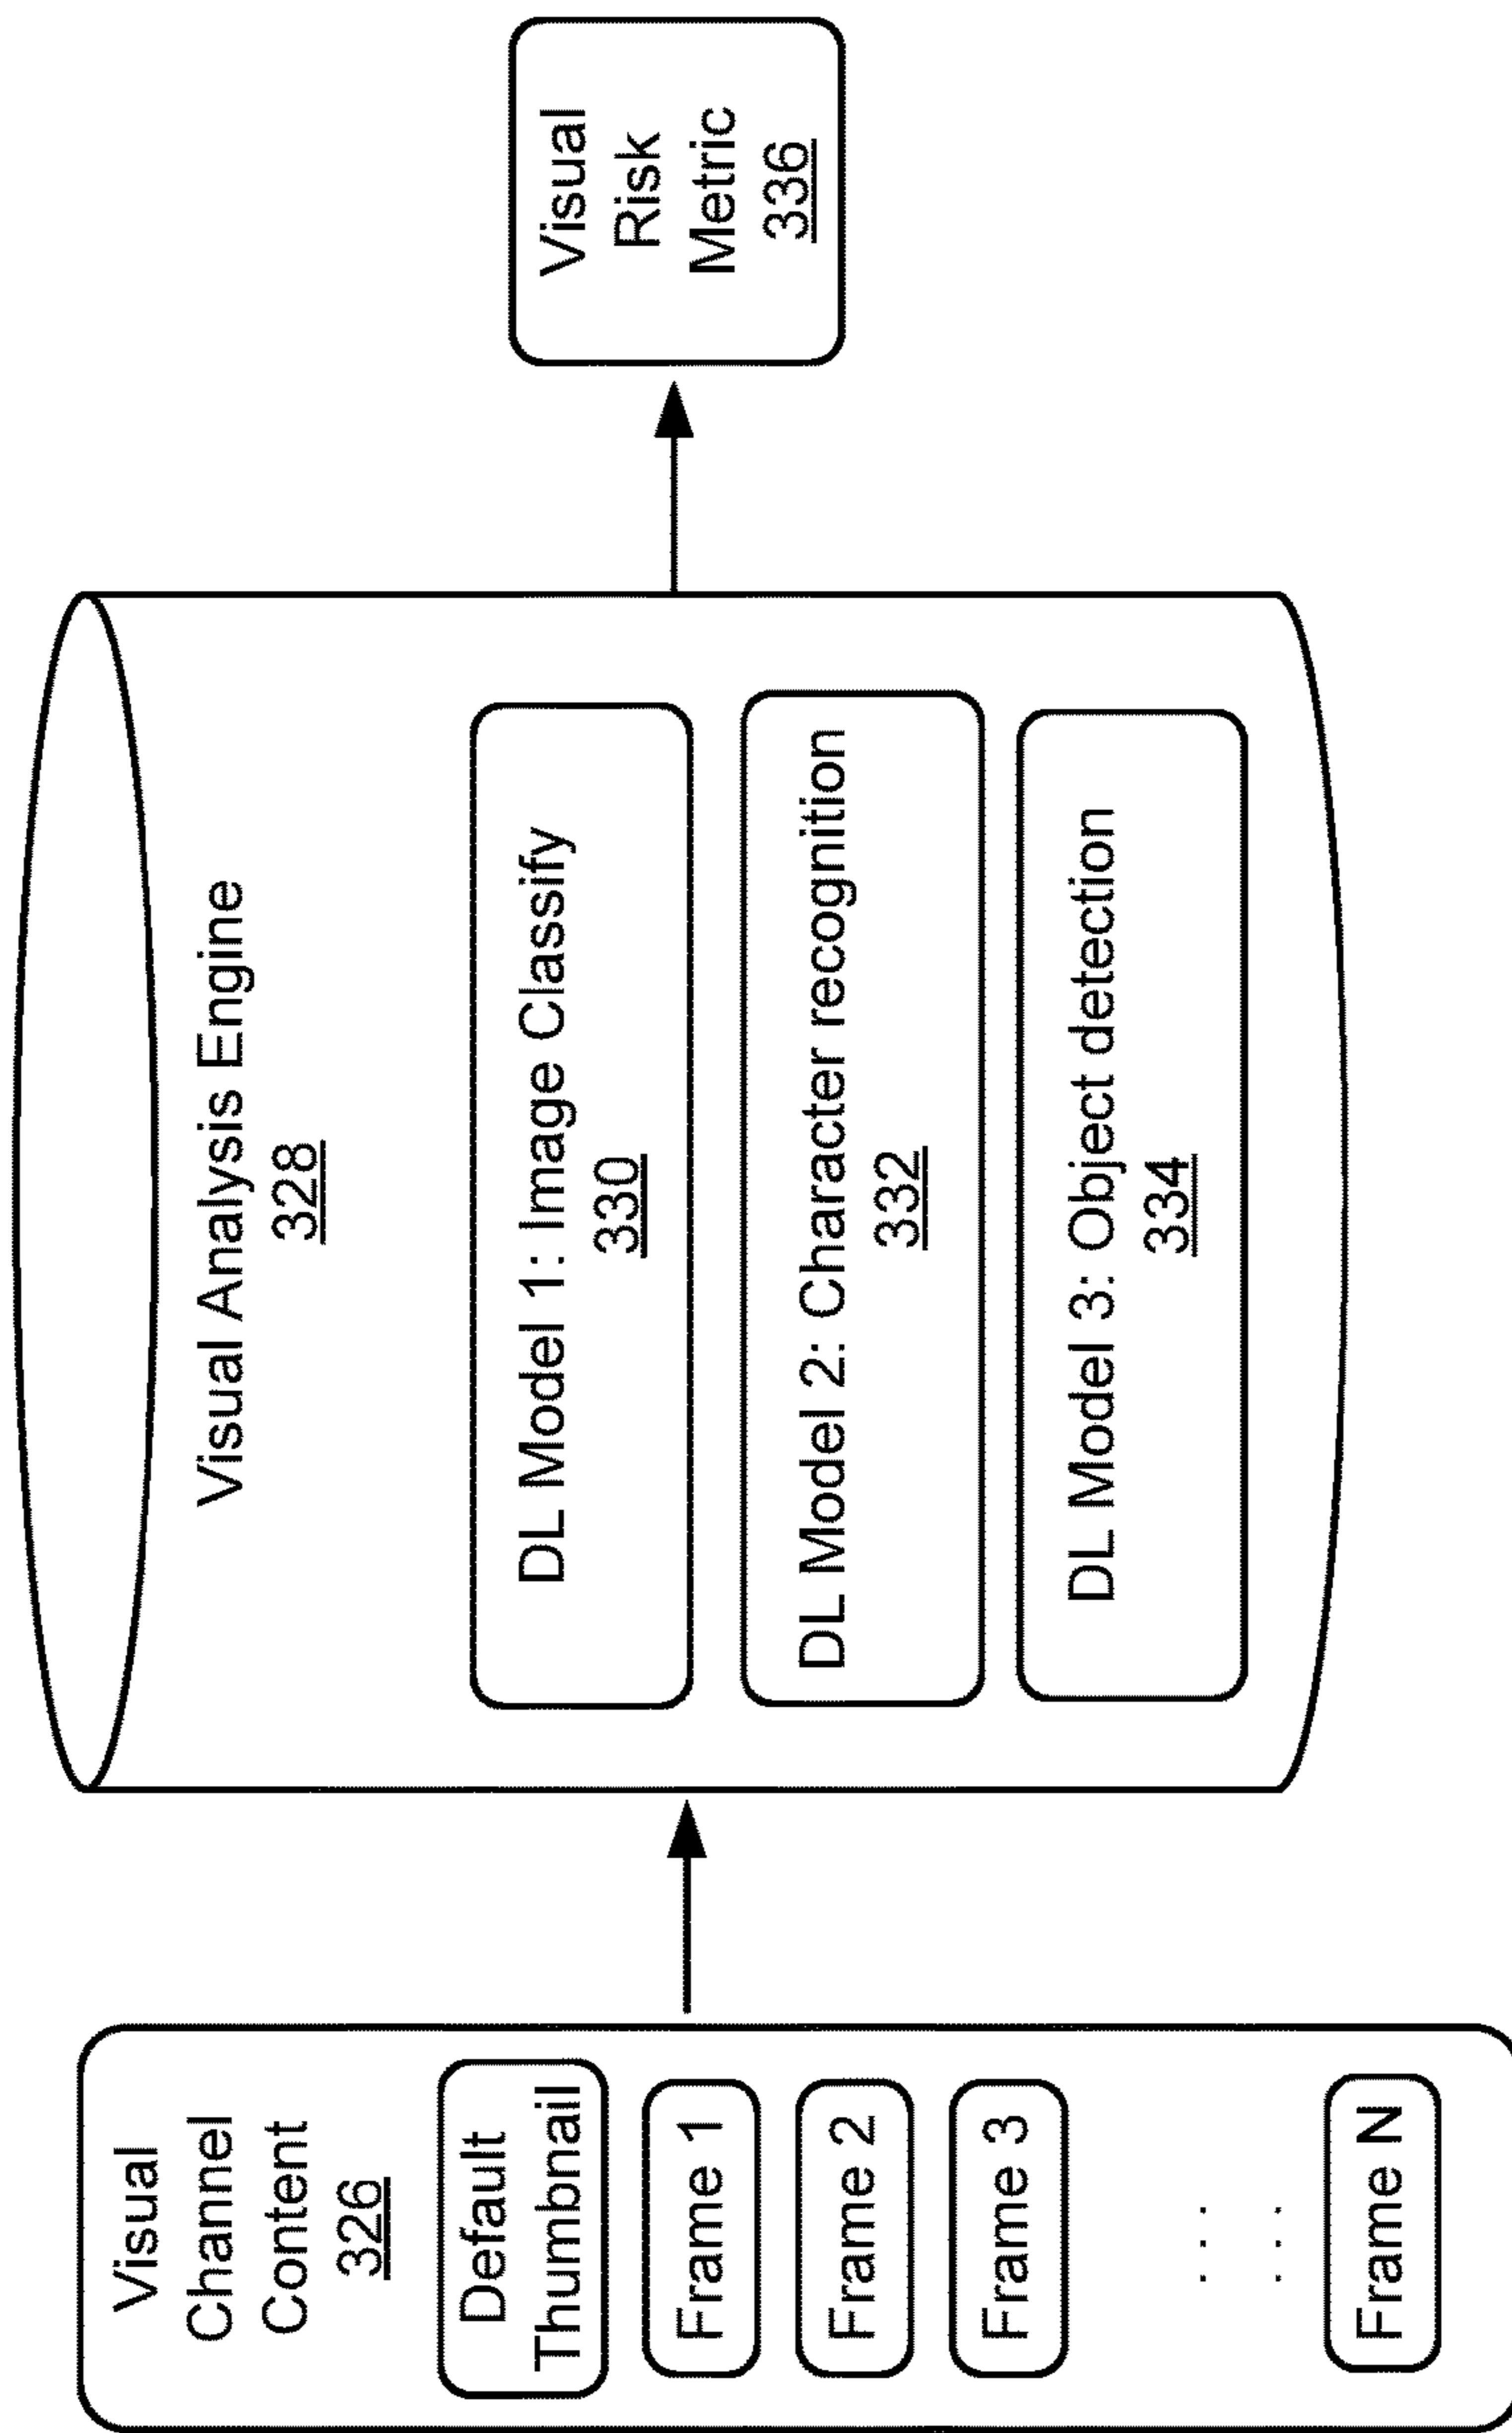 Visual
Channel
Content
326
Default
Thumbnail
Frame 1
Frame 2
Frame 3
. . .
. . .
Frame N
Visual Analysis Engine
328
DL Model 1: Image Classify
330
DL Model 2: Character recognition
332
DL Model 3: Object detection
334
Visual
Risk
Metric
336